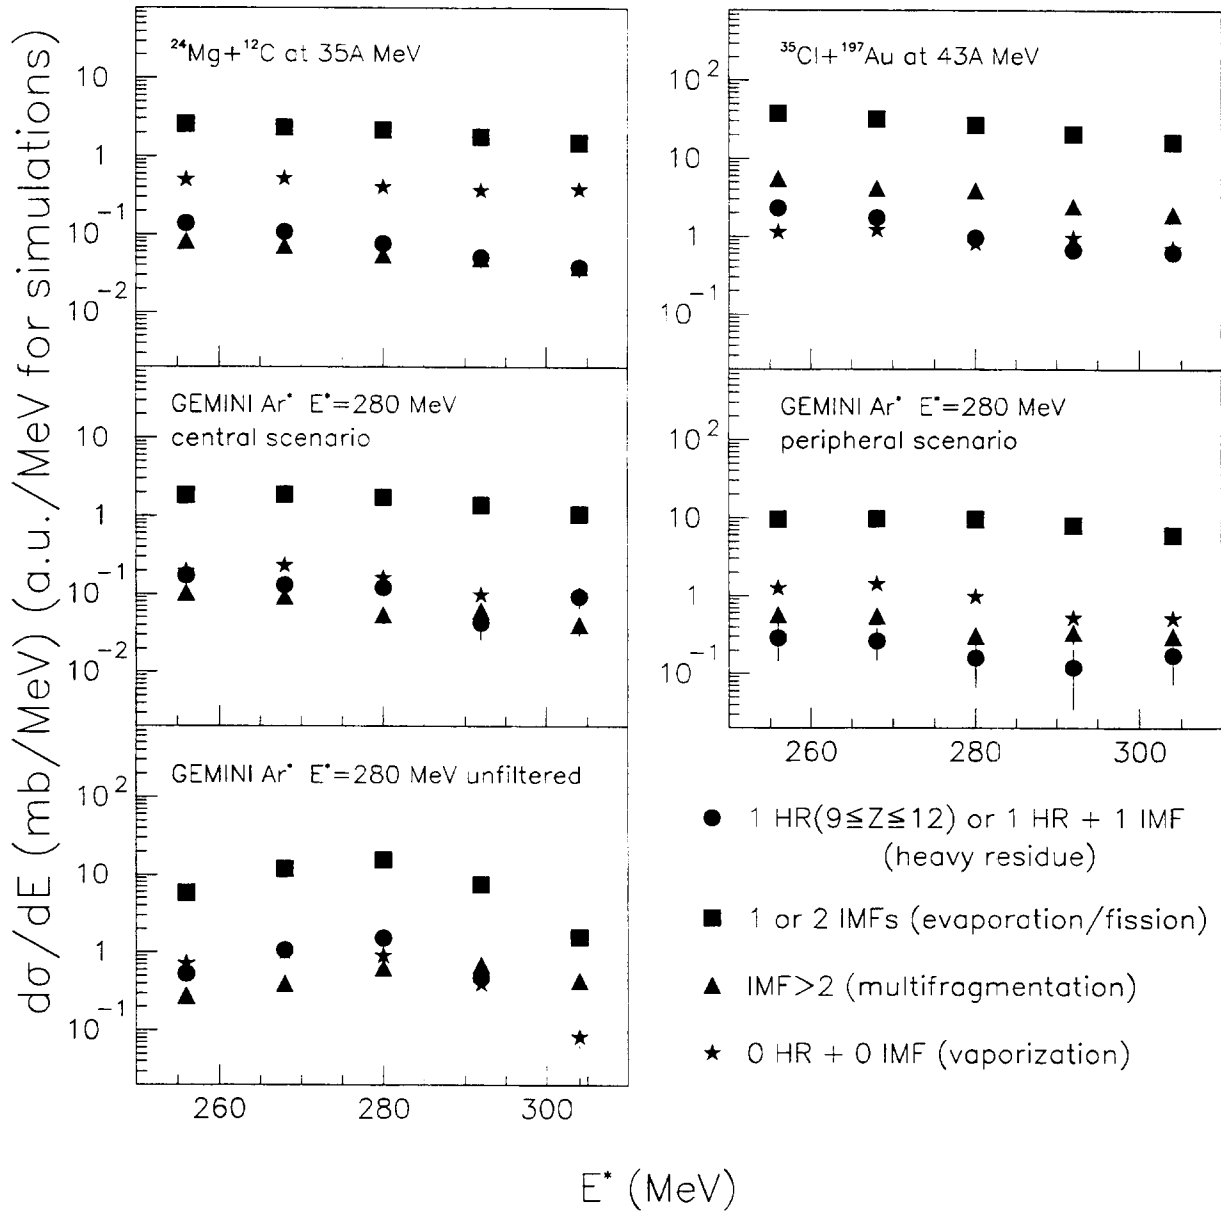 dσ/dE (mb/MeV) (a.u./MeV for simulations)
²⁴Mg+¹²C at 35A MeV
10
1
10⁻¹
10⁻²
³⁵Cl+¹⁹⁷Au at 43A MeV
10²
10
1
10⁻¹
GEMINI Ar* E*=280 MeV
central scenario
10
1
10⁻¹
10⁻²
GEMINI Ar* E*=280 MeV
peripheral scenario
10²
10
1
10⁻¹
260 280 300
GEMINI Ar* E*=280 MeV unfiltered
10²
10
1
10⁻¹
260 280 300
1 HR(9≦Z≦12) or 1 HR + 1 IMF
(heavy residue)
1 or 2 IMFs (evaporation/fission)
IMF>2 (multifragmentation)
0 HR + 0 IMF (vaporization)
E* (MeV)